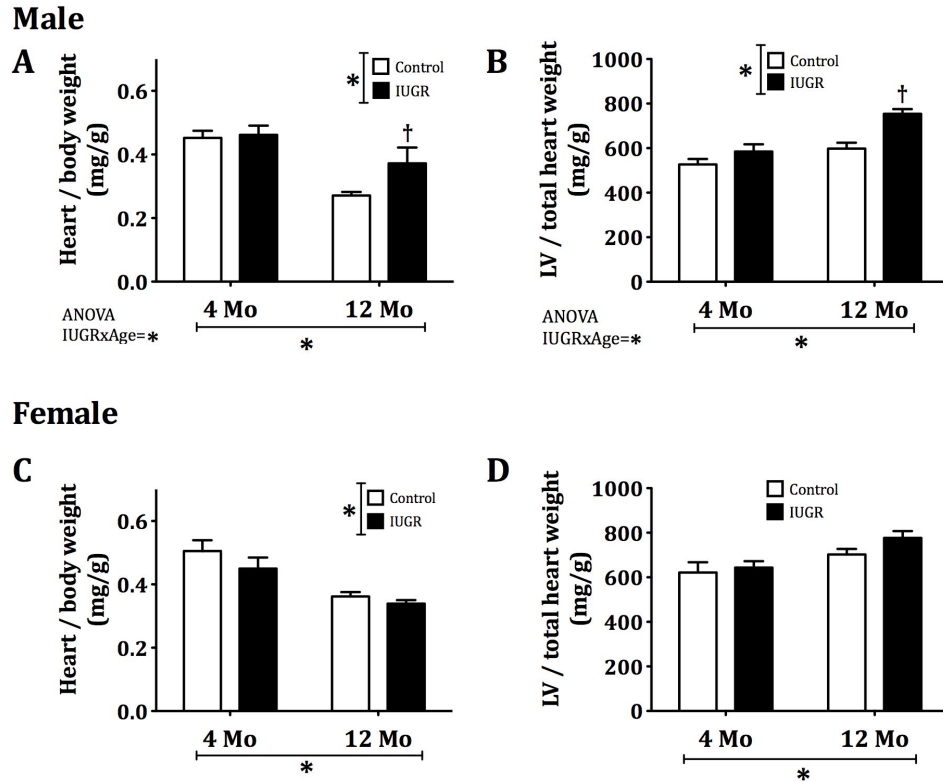 Male
A
Heart / body weight
(mg/g)
0.6
0.4
0.2
0.0
*
Control
IUGR
†
4 Mo
12 Mo
ANOVA
IUGRxAge=*
*
B
LV / total heart weight
(mg/g)
1000
800
600
400
200
0
*
Control
IUGR
†
4 Mo
12 Mo
ANOVA
IUGRxAge=*
*
Female
C
Heart / body weight
(mg/g)
0.6
0.4
0.2
0.0
*
Control
IUGR
4 Mo
12 Mo
*
D
LV / total heart weight
(mg/g)
1000
800
600
400
200
0
Control
IUGR
4 Mo
12 Mo
*